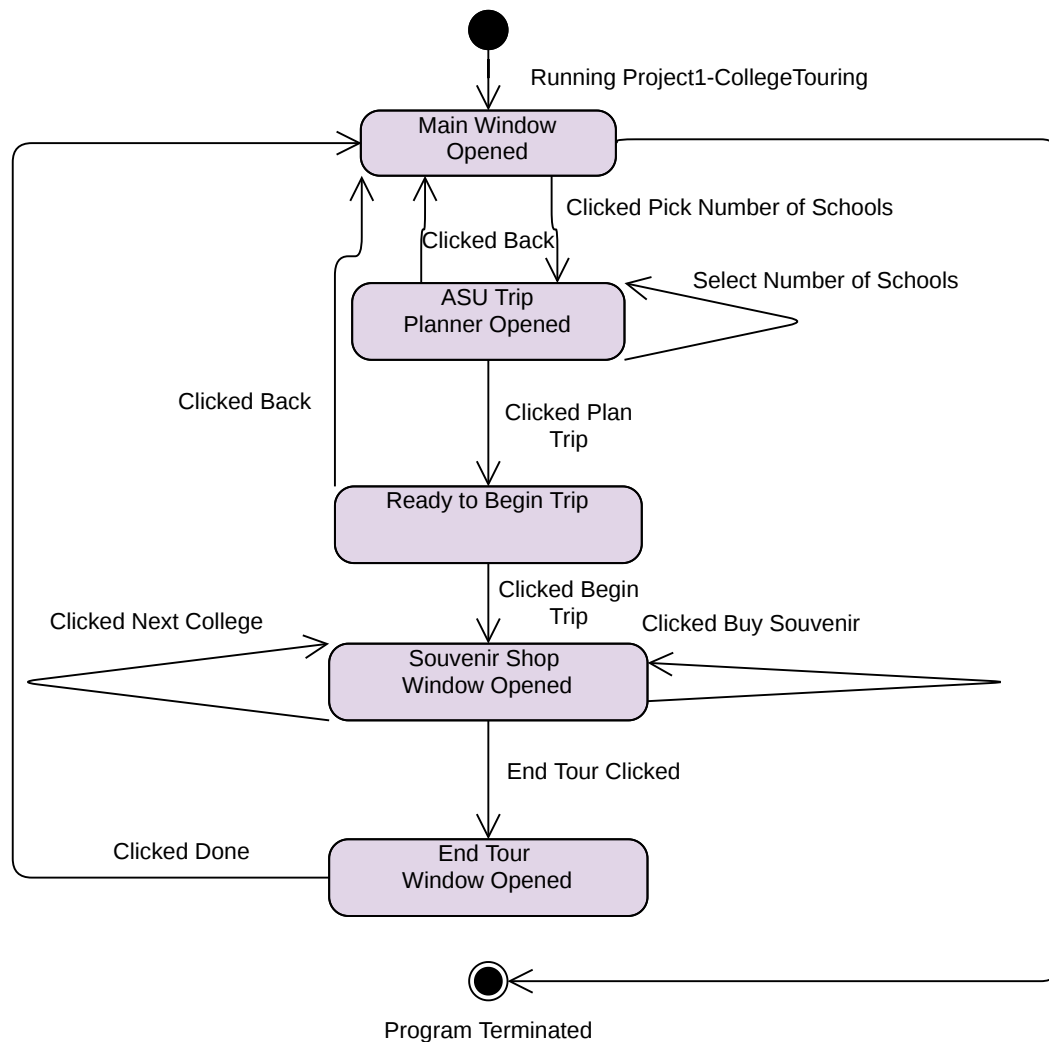 Running Project1-CollegeTouring
Main Window
Opened
Clicked Pick Number of Schools
Clicked Back
Select Number of Schools
ASU Trip
Planner Opened
Clicked Back
Clicked Plan
Trip
Ready to Begin Trip
Clicked Begin
Trip
Clicked Next College
Clicked Buy Souvenir
Souvenir Shop
Window Opened
End Tour Clicked
Clicked Done
End Tour
Window Opened
Program Terminated